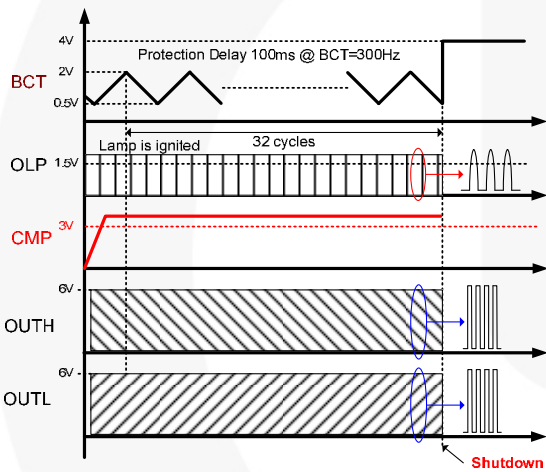 4V
Protection Delay 100ms @ BCT=300Hz
BCT
2V
0.5V
32 cycles
Lamp is ignited
OLP
1.5V
CMP
3V
6V
OUTH
6V
OUTL
Shutdown